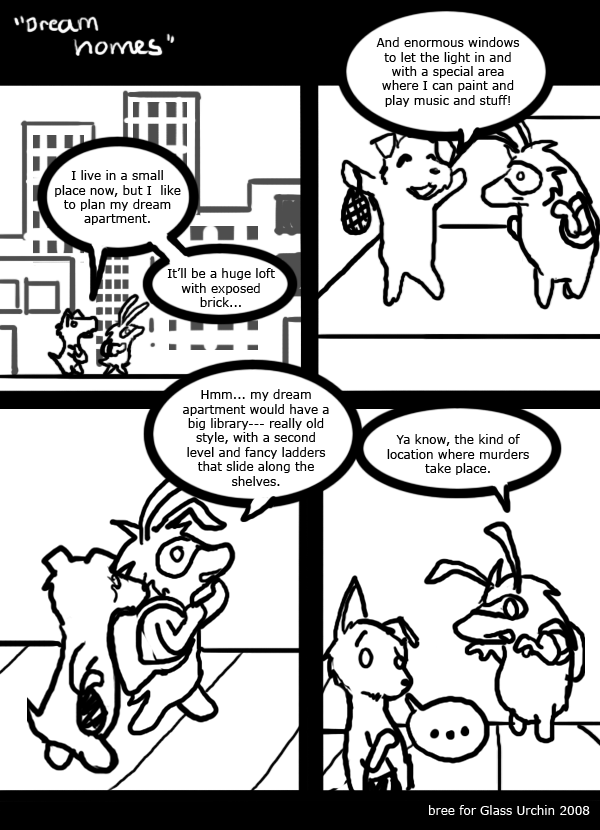 "Dream
Homes"
I live in a small
place now, but I like
to plan my dream
apartment.
It'll be a huge loft
with exposed
brick...
And enormous windows
to let the light in and
with a special area
where I can paint and
play music and stuff!
Hmm... my dream
apartment would have a
big library--- really old
style, with a second
level and fancy ladders
that slide along the
shelves.
Ya know, the kind of
location where murders
take place.
...
bree for Glass Urchin 2008